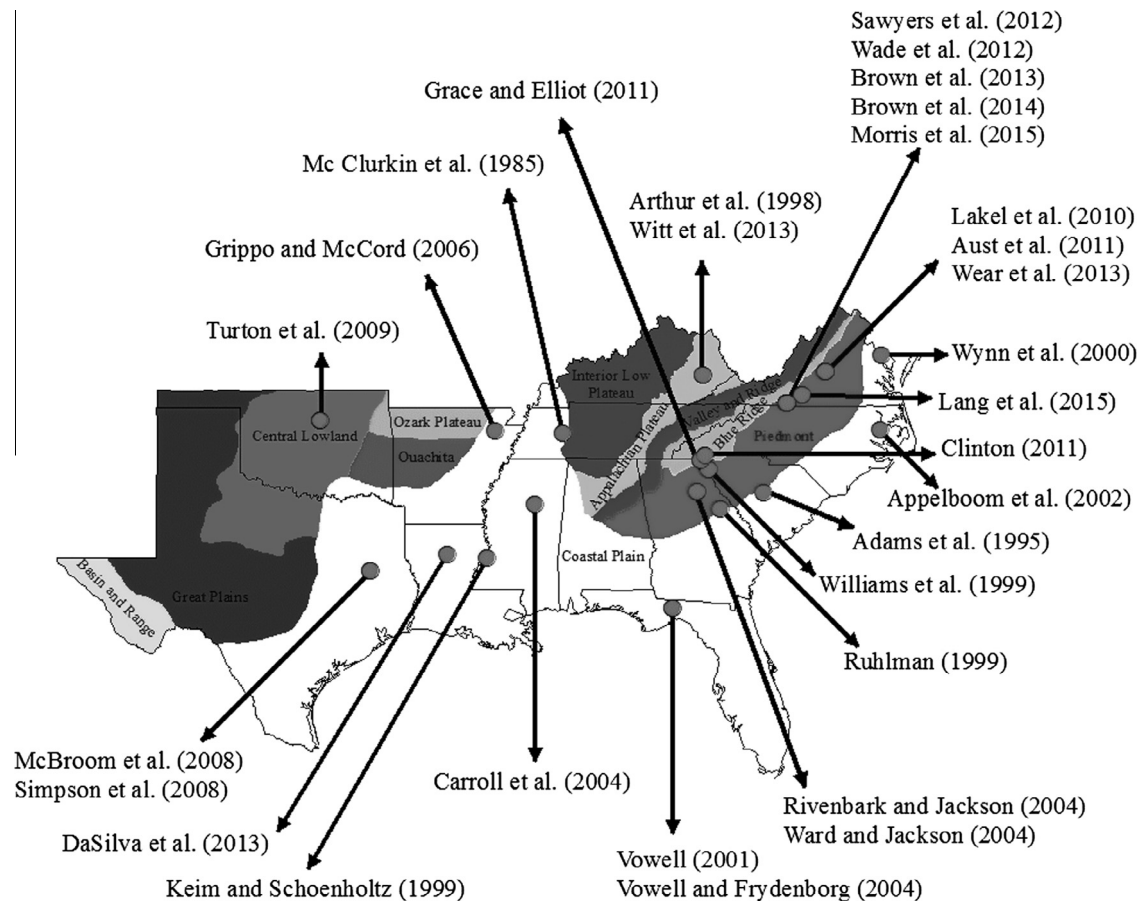 Sawyers et al. (2012)
Wade et al. (2012)
Brown et al. (2013)
Brown et al. (2014)
Morris et al. (2015)
Grace and Elliot (2011)
Mc Clurkin et al. (1985)
Arthur et al. (1998)
Witt et al. (2013)
Lakel et al. (2010)
Aust et al. (2011)
Wear et al. (2013)
Grippo and McCord (2006)
Turton et al. (2009)
Wynn et al. (2000)
Lang et al. (2015)
Clinton (2011)
Appelboom et al. (2002)
Adams et al. (1995)
Williams et al. (1999)
Ruhlman (1999)
Interior Low
Plateau
Valley and Ridge
Blue Ridge
Appalachian Plateau
Piedmont
Ozark Plateau
Central Lowland
Ouachita
Coastal Plain
Great Plains
Basin and Range
McBroom et al. (2008)
Simpson et al. (2008)
Carroll et al. (2004)
Rivenbark and Jackson (2004)
Ward and Jackson (2004)
DaSilva et al. (2013)
Vowell (2001)
Vowell and Frydenborg (2004)
Keim and Schoenholtz (1999)